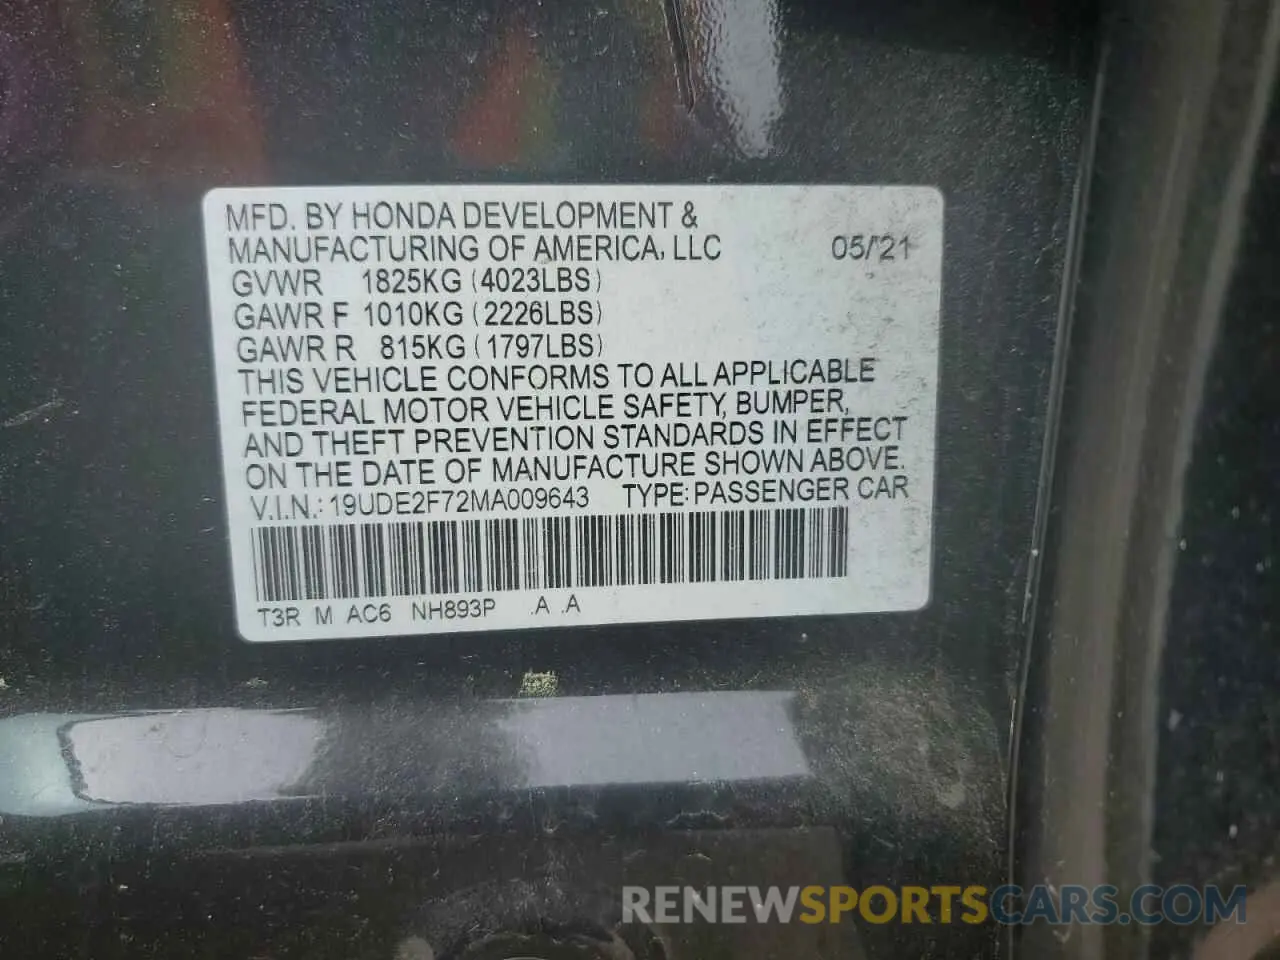 MFD. BY HONDA DEVELOPMENT &
MANUFACTURING OF AMERICA, LLC 05/'21
GVWR 1825KG (4023LBS)
GAWR F 1010KG (2226LBS)
GAWR R 815KG (1797LBS)
THIS VEHICLE CONFORMS TO ALL APPLICABLE
FEDERAL MOTOR VEHICLE SAFETY, BUMPER,
AND THEFT PREVENTION STANDARDS IN EFFECT
ON THE DATE OF MANUFACTURE SHOWN ABOVE.
V.I.N.: 19UDE2F72MA009643 TYPE: PASSENGER CAR
T3R M AC6 NH893P .A .A
RENEWSPORTSCARS.COM